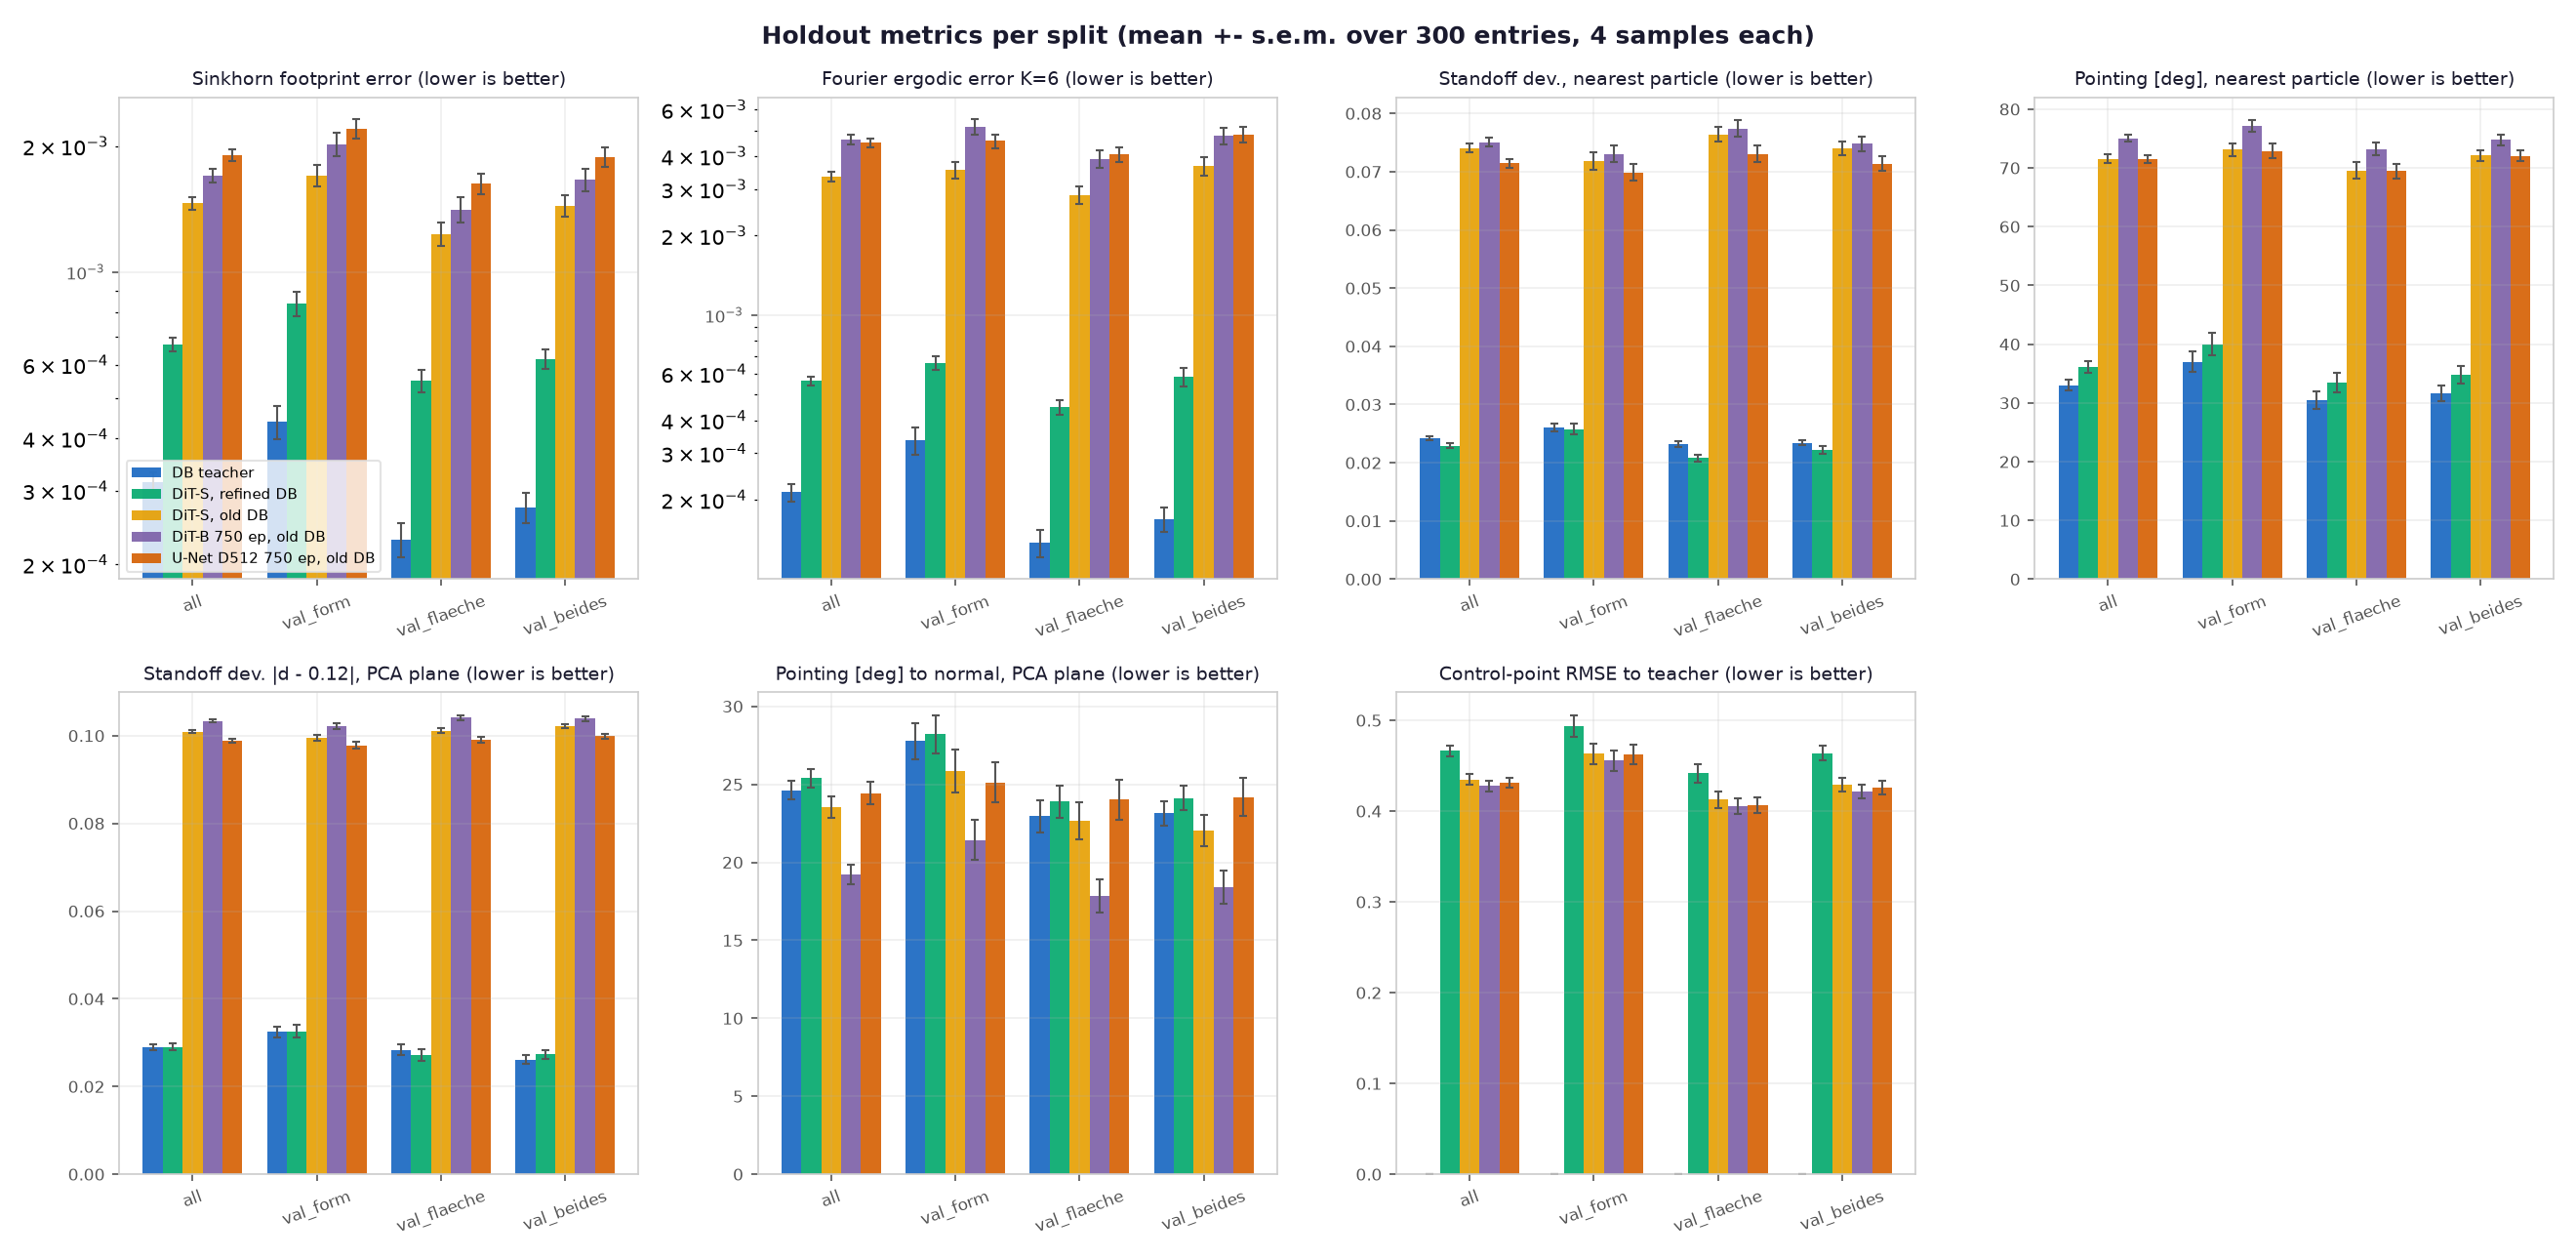 Holdout metrics per split (mean +- s.e.m. over 300 entries, 4 samples each)
Sinkhorn footprint error (lower is better)
2 × 10⁻³
10⁻³
6 × 10⁻⁴
4 × 10⁻⁴
3 × 10⁻⁴
2 × 10⁻⁴
DB teacher
DiT-S, refined DB
DiT-S, old DB
DiT-B 750 ep, old DB
U-Net D512 750 ep, old DB
all
val_form
val_flaeche
val_beides
Fourier ergodic error K=6 (lower is better)
6 × 10⁻³
4 × 10⁻³
3 × 10⁻³
2 × 10⁻³
10⁻³
6 × 10⁻⁴
4 × 10⁻⁴
3 × 10⁻⁴
2 × 10⁻⁴
all
val_form
val_flaeche
val_beides
Standoff dev., nearest particle (lower is better)
0.08
0.07
0.06
0.05
0.04
0.03
0.02
0.01
0.00
all
val_form
val_flaeche
val_beides
Pointing [deg], nearest particle (lower is better)
80
70
60
50
40
30
20
10
0
all
val_form
val_flaeche
val_beides
Standoff dev. |d - 0.12|, PCA plane (lower is better)
0.10
0.08
0.06
0.04
0.02
0.00
all
val_form
val_flaeche
val_beides
Pointing [deg] to normal, PCA plane (lower is better)
30
25
20
15
10
5
0
all
val_form
val_flaeche
val_beides
Control-point RMSE to teacher (lower is better)
0.5
0.4
0.3
0.2
0.1
0.0
all
val_form
val_flaeche
val_beides